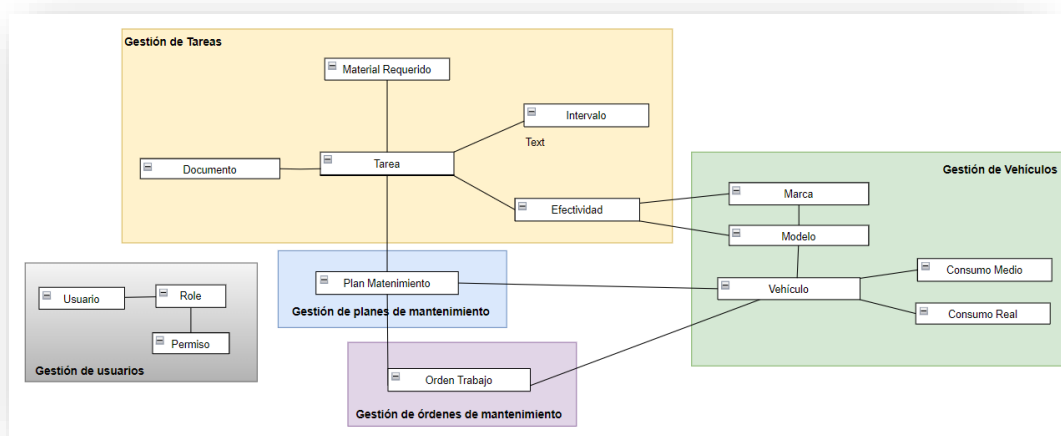 Gestión de Tareas
Material Requerido
Intervalo
Text
Tarea
Documento
Efectividad
Gestión de Vehículos
Marca
Modelo
Vehículo
Consumo Medio
Consumo Real
Plan Matenimiento
Gestión de planes de mantenimiento
Usuario
Role
Permiso
Gestión de usuarios
Orden Trabajo
Gestión de órdenes de mantenimiento